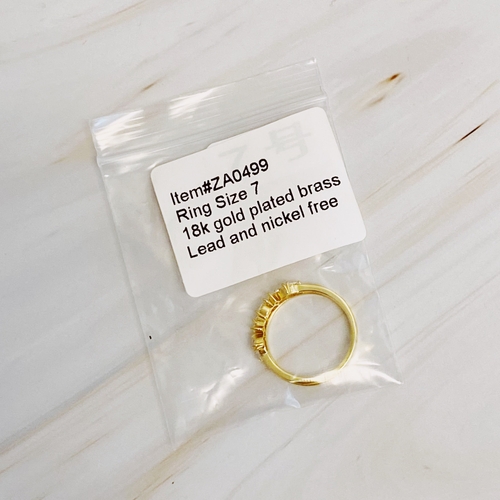 Item#ZA0499
Ring Size 7
18k gold plated brass
Lead and nickel free